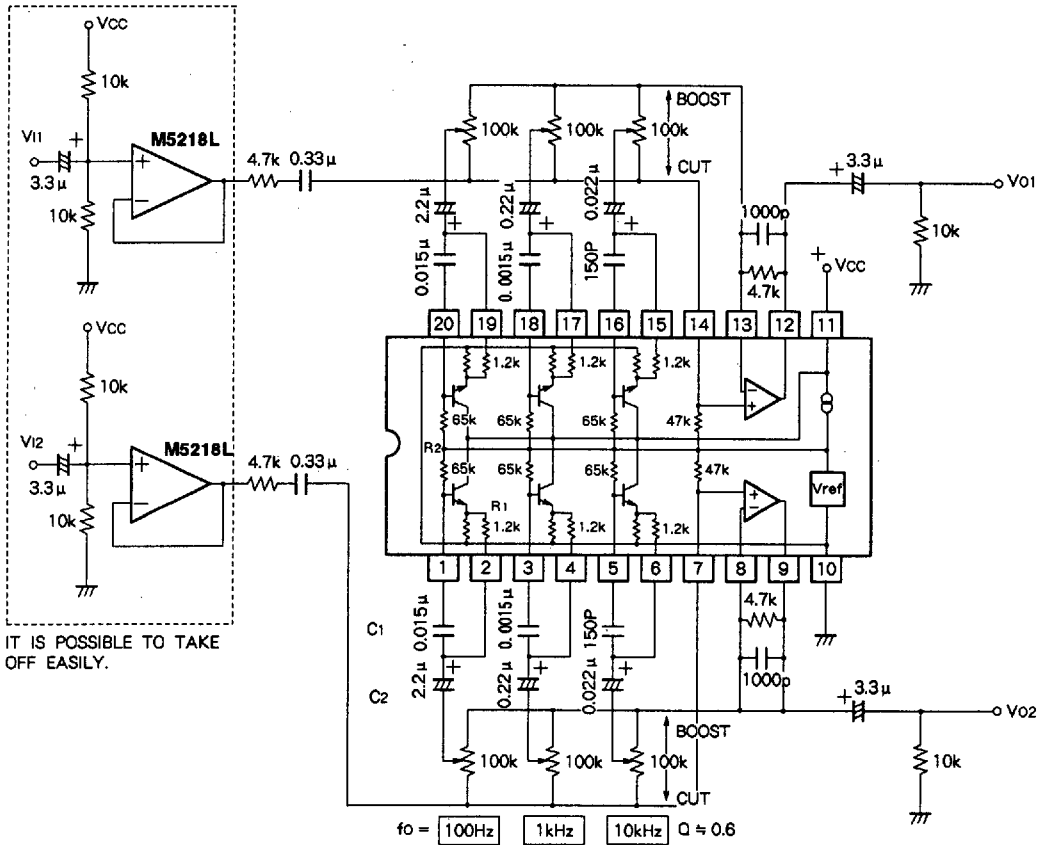 Vcc
10k
M5218L
VI1
+
3.3μ
10k
4.7k 0.33μ
100k
100k
100k
BOOST
CUT
2.2μ
0.22μ
0.022μ
+
+
+
0.015μ
0.0015μ
150P
3.3μ
+
VO1
10k
1000p
4.7k
+
Vcc
20 19 18 17 16 15 14 13 12 11
1.2k
1.2k
1.2k
65k
65k
65k
47k
−
+
R2
65k
65k
65k
47k
+
−
Vref
R1
1.2k
1.2k
1.2k
1 2 3 4 5 6 7 8 9 10
Vcc
10k
M5218L
VI2
+
3.3μ
10k
4.7k 0.33μ
IT IS POSSIBLE TO TAKE
OFF EASILY.
C1
0.015μ
0.0015μ
150P
C2
2.2μ
0.22μ
0.022μ
+
+
+
4.7k
1000p
3.3μ
+
VO2
10k
100k
100k
100k
BOOST
CUT
fo = 100Hz 1kHz 10kHz Q ≒ 0.6